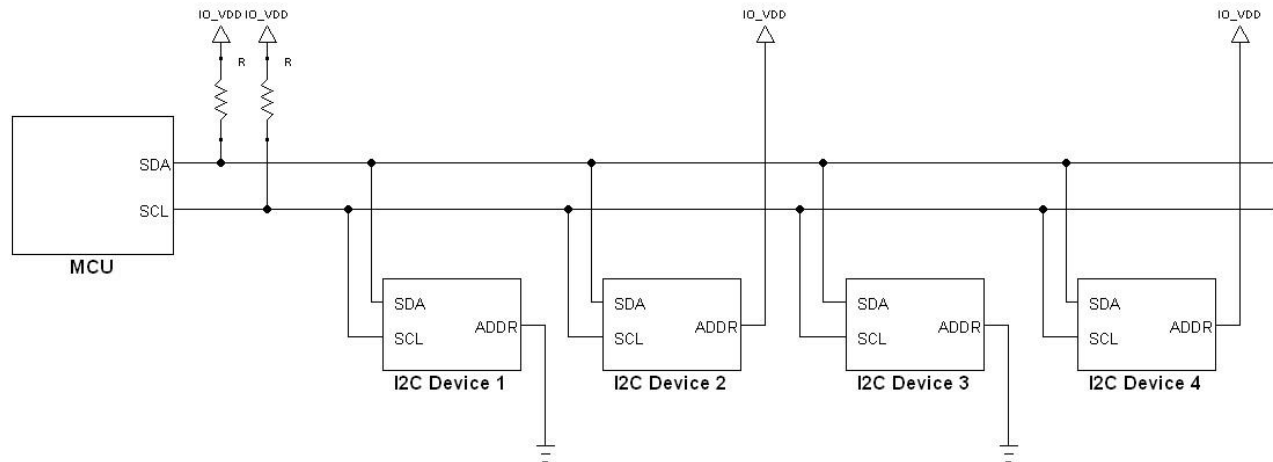 IO_VDD IO_VDD IO_VDD IO_VDD
R R
SDA
SCL
MCU
SDA SDA SDA SDA
ADDR ADDR ADDR ADDR
SCL SCL SCL SCL
I2C Device 1 I2C Device 2 I2C Device 3 I2C Device 4